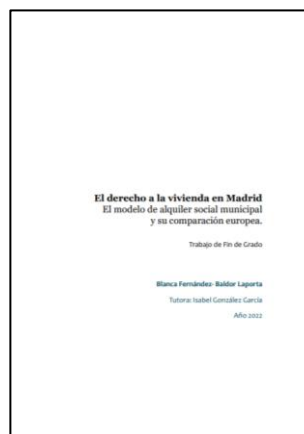 El derecho a la vivienda en Madrid
El modelo de alquiler social municipal
y su comparación europea.
Trabajo de Fin de Grado
Blanca Fernández- Baldor Laporta
Tutora: Isabel González García
Año 2022